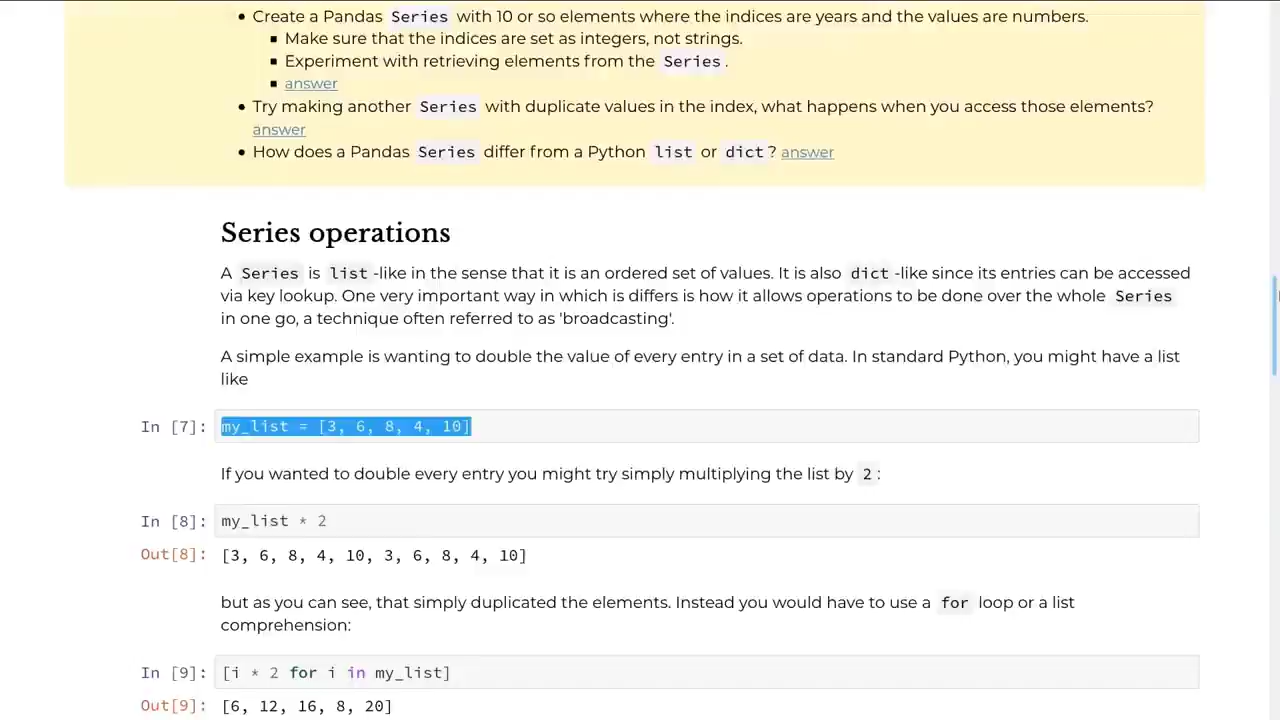 Create a Pandas Series with 10 or so elements where the indices are years and the values are numbers.
Make sure that the indices are set as integers, not strings.
Experiment with retrieving elements from the Series.
answer
Try making another Series with duplicate values in the index, what happens when you access those elements?
answer
How does a Pandas Series differ from a Python list or dict? answer
Series operations
A Series is list -like in the sense that it is an ordered set of values. It is also dict -like since its entries can be accessed
via key lookup. One very important way in which is differs is how it allows operations to be done over the whole Series
in one go, a technique often referred to as 'broadcasting'.
A simple example is wanting to double the value of every entry in a set of data. In standard Python, you might have a list
like
In [7]: my_list = [3, 6, 8, 4, 10]
If you wanted to double every entry you might try simply multiplying the list by 2 :
In [8]: my_list * 2
Out[8]: [3, 6, 8, 4, 10, 3, 6, 8, 4, 10]
but as you can see, that simply duplicated the elements. Instead you would have to use a for loop or a list
comprehension:
In [9]: [i * 2 for i in my_list]
Out[9]: [6, 12, 16, 8, 20]